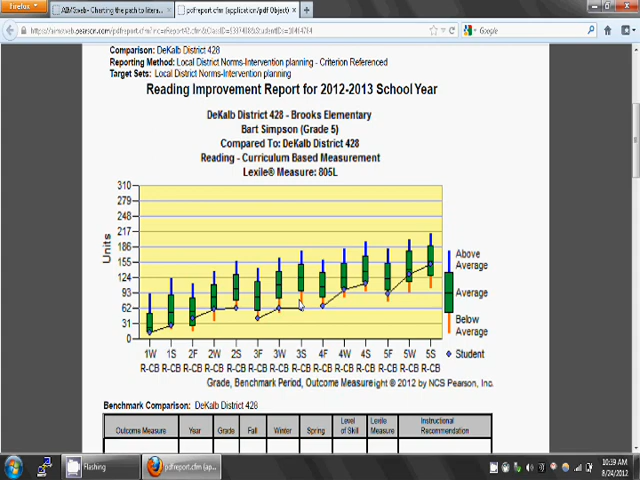 Firefox
AIMSweb - Charting the path to litera...
pdfreport.cfm (application/pdf Object)
Google
Comparison: DeKalb District 428
Reporting Method: Local District Norms-Intervention planning - Criterion Referenced
Target Sets: Local District Norms-Intervention planning
Reading Improvement Report for 2012-2013 School Year
DeKalb District 428 - Brooks Elementary
Bart Simpson (Grade 5)
Compared To: DeKalb District 428
Reading - Curriculum Based Measurement
Lexile® Measure: 805L
Units
310
279
248
217
186
155
124
93
62
31
0
Above Average
Average
Below Average
Student
1W 1S 2F 2W 2S 3F 3W 3S 4F 4W 4S 5F 5W 5S
R-CB R-CB R-CB R-CB R-CB R-CB R-CB R-CB R-CB R-CB R-CB R-CB R-CB R-CB
Grade, Benchmark Period, Outcome Measureight © 2012 by NCS Pearson, Inc.
Benchmark Comparison: DeKalb District 428
Outcome Measure Year Grade Fall Winter Spring Level of Skill Lexile Measure Instructional Recommendation
Flashing
pdfreport.cfm (ap...
10:39 AM
8/24/2012